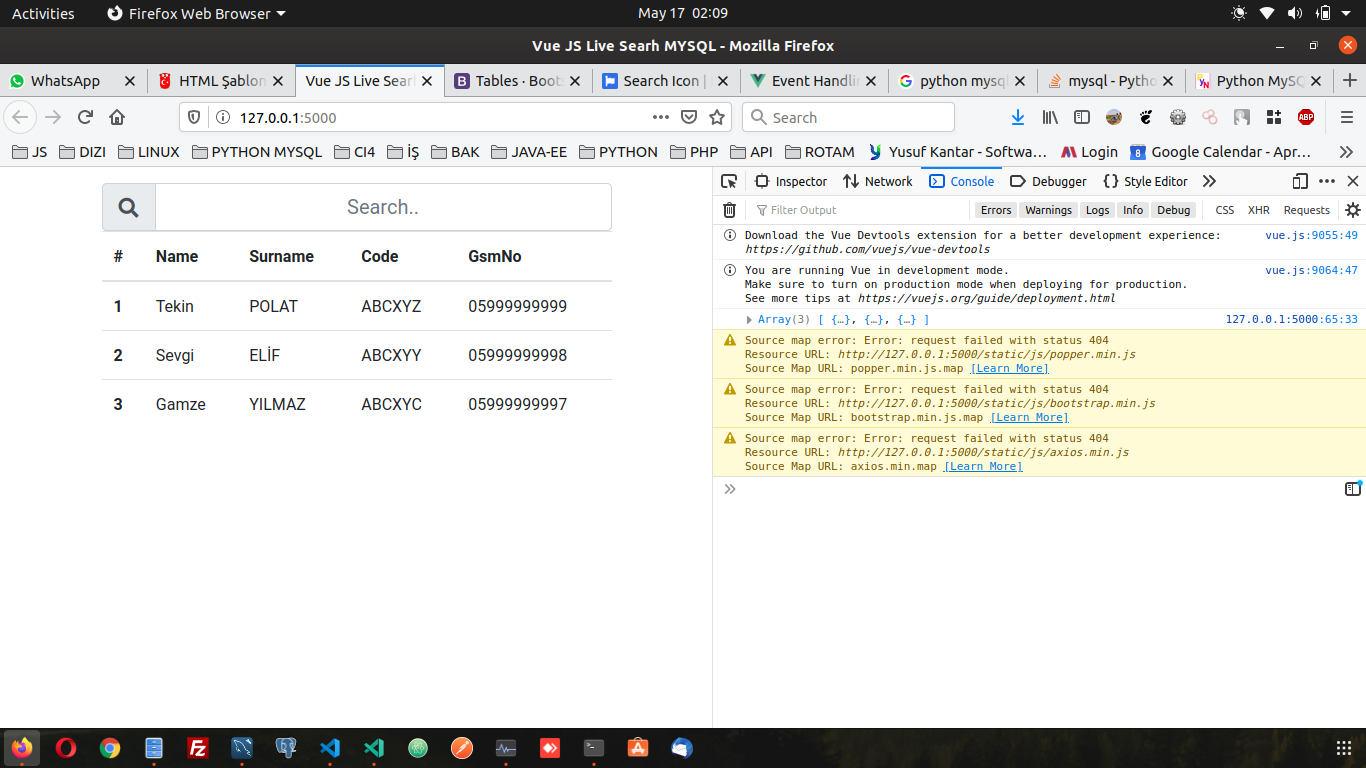 Activities Firefox Web Browser May 17 02:09
Vue JS Live Searh MYSQL - Mozilla Firefox
WhatsApp HTML Şablon Vue JS Live Sear Tables · Boots Search Icon | Event Handli python mysq mysql - Pytho Python MySQ
127.0.0.1:5000 Search ABP
JS DIZI LINUX PYTHON MYSQL CI4 İŞ BAK JAVA-EE PYTHON PHP API ROTAM Yusuf Kantar - Softwa… Login 8 Google Calendar - Apr…
Inspector Network Console Debugger Style Editor
Filter Output Errors Warnings Logs Info Debug CSS XHR Requests
Search..
# Name Surname Code GsmNo
1 Tekin POLAT ABCXYZ 05999999999
2 Sevgi ELİF ABCXYY 05999999998
3 Gamze YILMAZ ABCXYC 05999999997
Download the Vue Devtools extension for a better development experience: vue.js:9055:49
https://github.com/vuejs/vue-devtools
You are running Vue in development mode. vue.js:9064:47
Make sure to turn on production mode when deploying for production.
See more tips at https://vuejs.org/guide/deployment.html
Array(3) [ {…}, {…}, {…} ] 127.0.0.1:5000:65:33
Source map error: Error: request failed with status 404
Resource URL: http://127.0.0.1:5000/static/js/popper.min.js
Source Map URL: popper.min.js.map [Learn More]
Source map error: Error: request failed with status 404
Resource URL: http://127.0.0.1:5000/static/js/bootstrap.min.js
Source Map URL: bootstrap.min.js.map [Learn More]
Source map error: Error: request failed with status 404
Resource URL: http://127.0.0.1:5000/static/js/axios.min.js
Source Map URL: axios.min.map [Learn More]